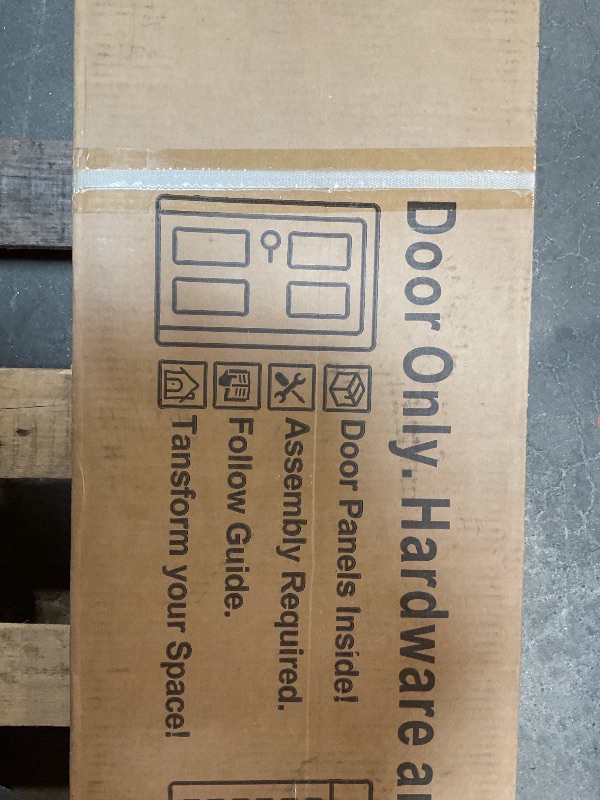 Door Only. Hardware
Door Panels Inside!
Assembly Required.
Follow Guide.
Tansform your Space!